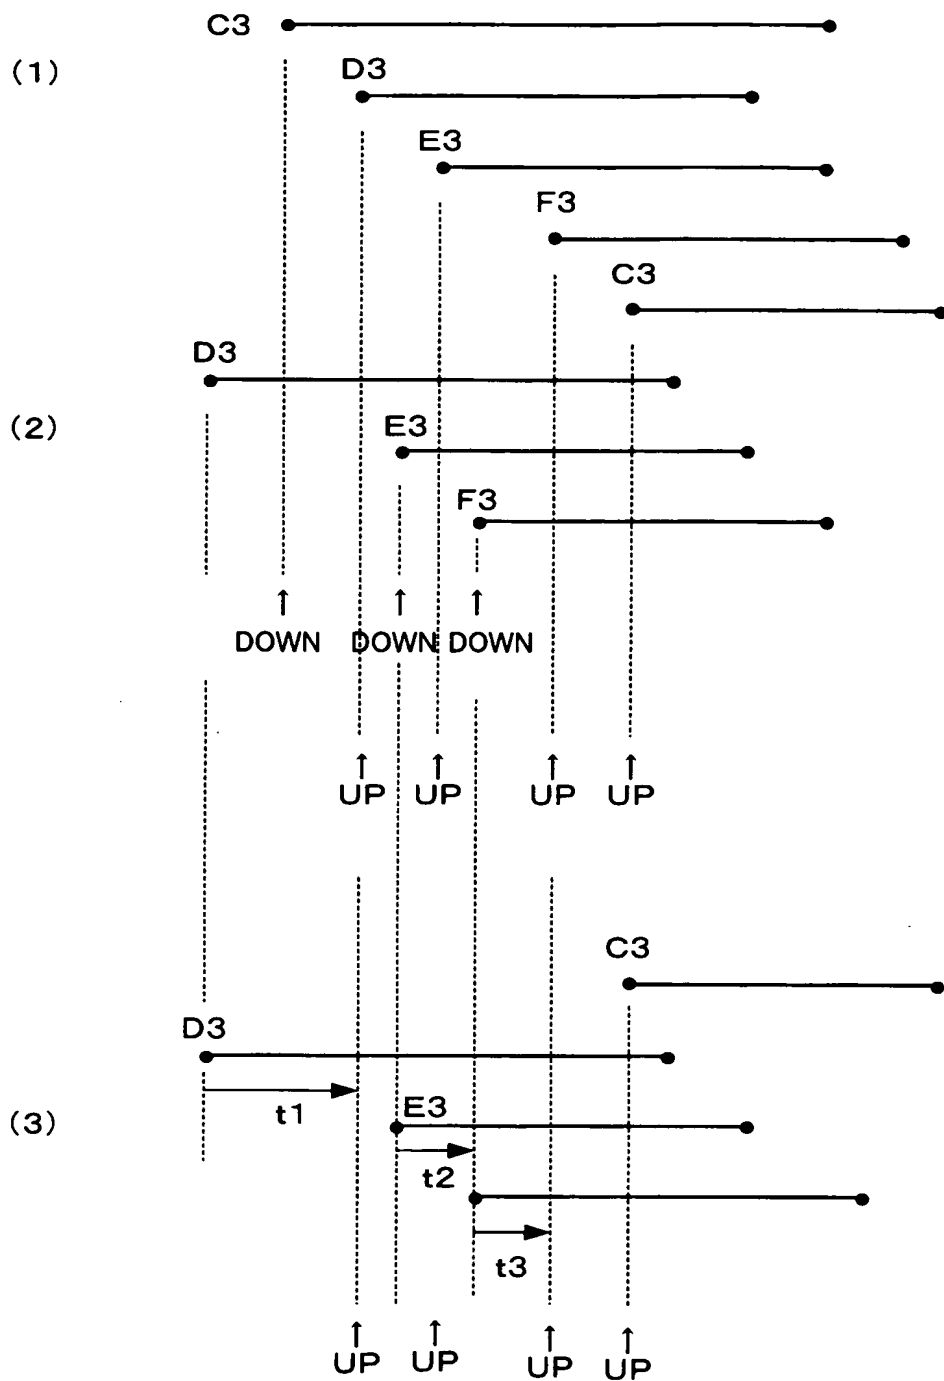 C3
(1)
D3
E3
F3
C3
D3
(2)
E3
F3
↑ ↑ ↑
DOWN DOWN DOWN
↑ ↑ ↑ ↑
UP UP UP UP
C3
D3
t1
E3
(3)
t2
t3
↑ ↑ ↑ ↑
UP UP UP UP